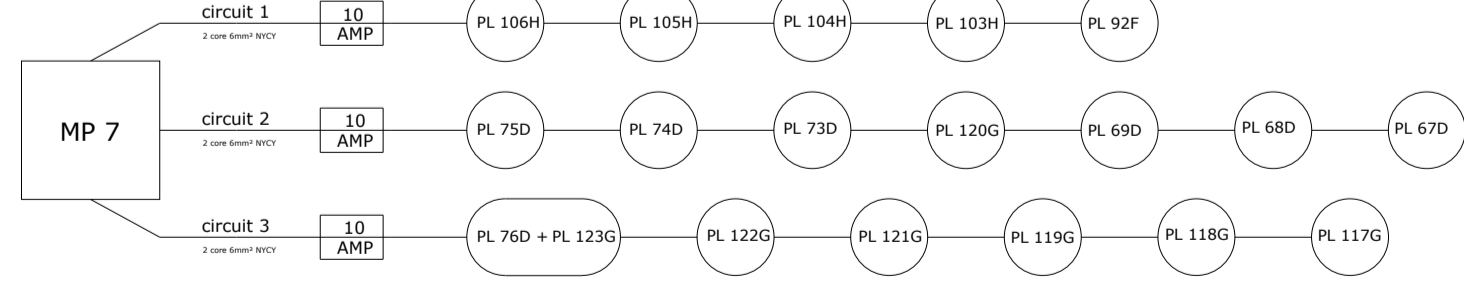 circuit 1
2 core 6mm² NYCY
10
AMP
PL 106H
PL 105H
PL 104H
PL 103H
PL 92F
MP 7
circuit 2
2 core 6mm² NYCY
10
AMP
PL 75D
PL 74D
PL 73D
PL 120G
PL 69D
PL 68D
PL 67D
circuit 3
2 core 6mm² NYCY
10
AMP
PL 76D + PL 123G
PL 122G
PL 121G
PL 119G
PL 118G
PL 117G